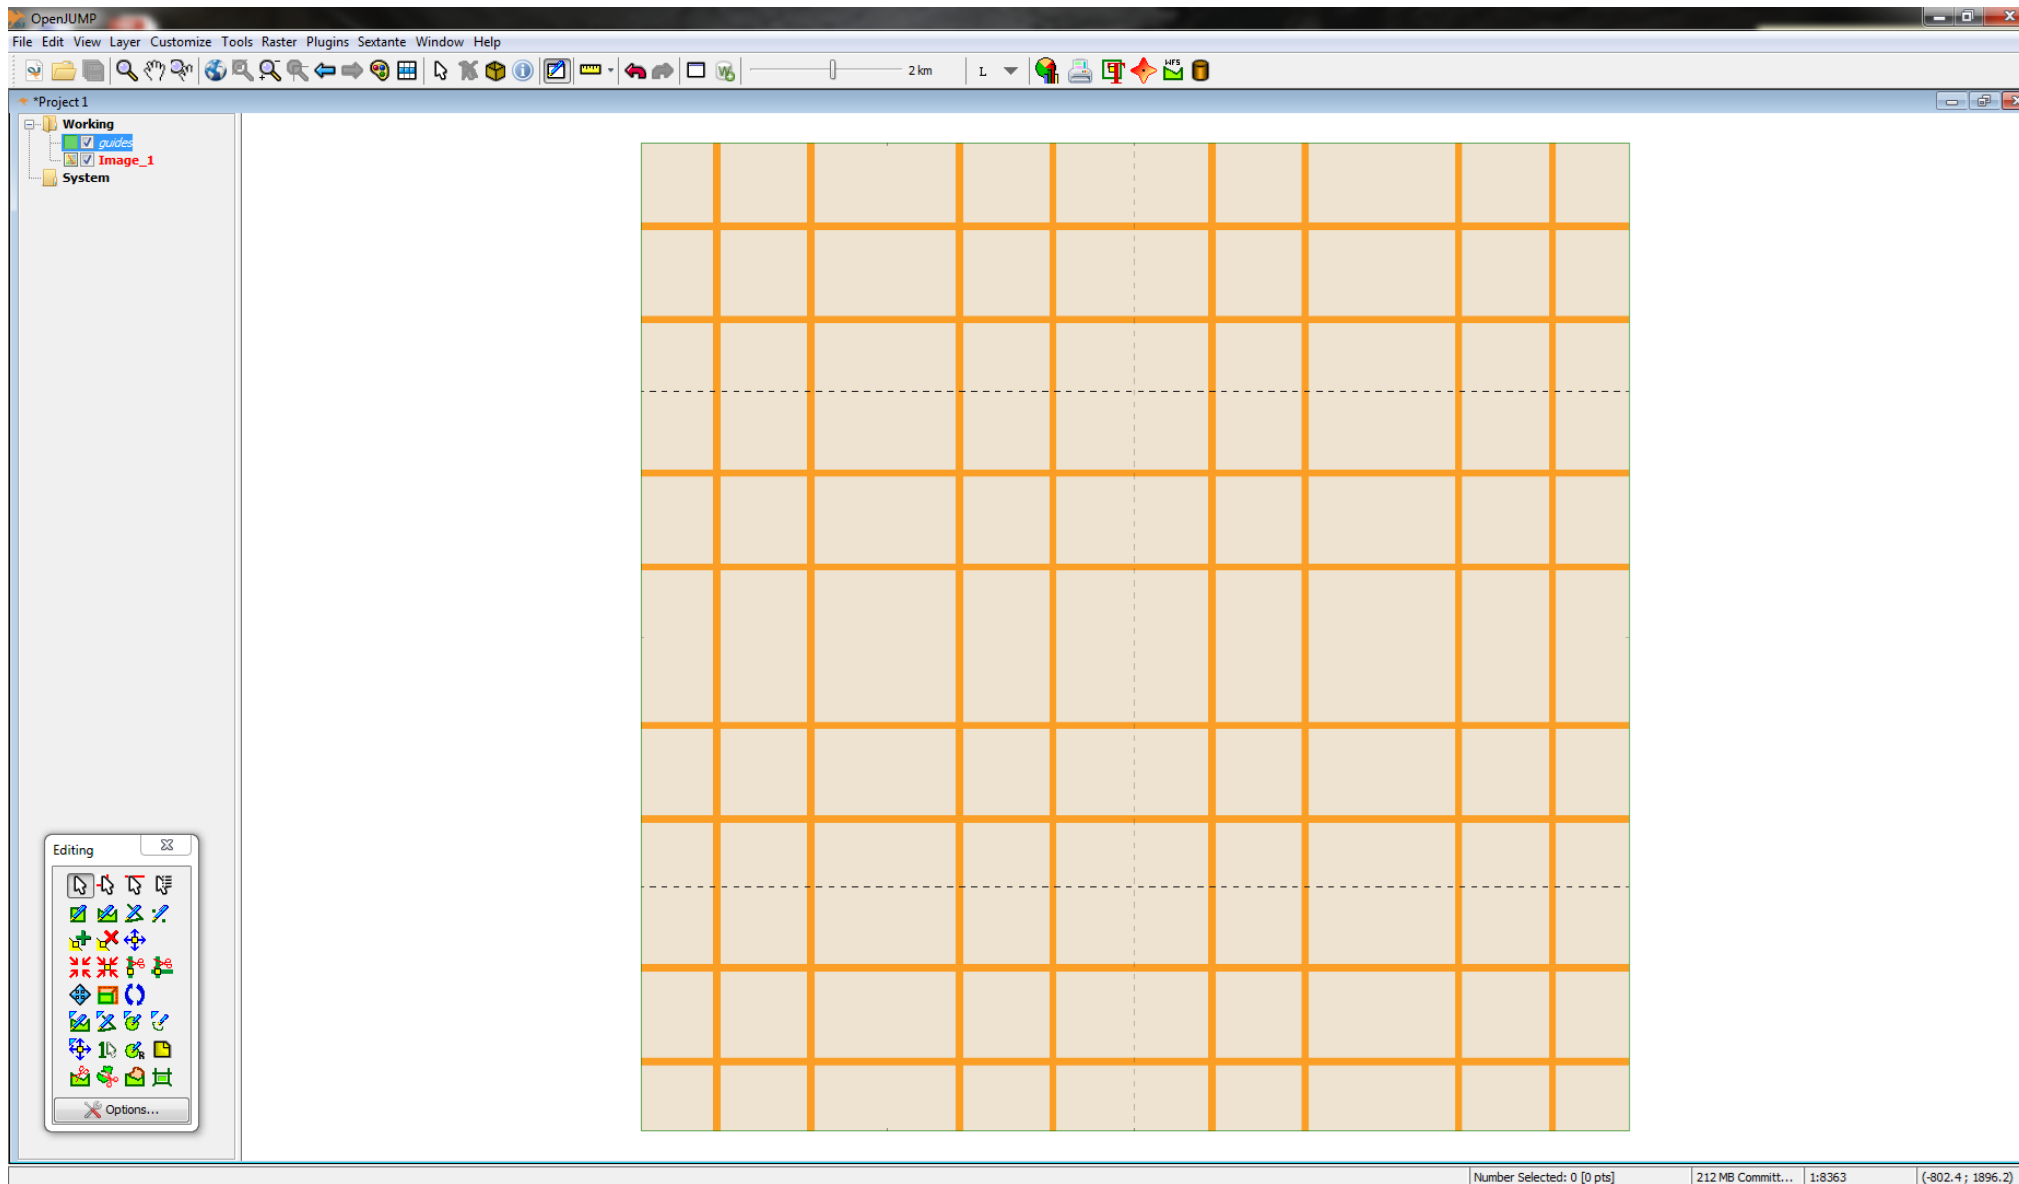 OpenJUMP
File Edit View Layer Customize Tools Raster Plugins Sextante Window Help
2 km L WFS
*Project 1
Working
guides
Image_1
System
Editing
Options...
Number Selected: 0 [0 pts] 212 MB Committ... 1:8363 (-802.4 ; 1896.2)